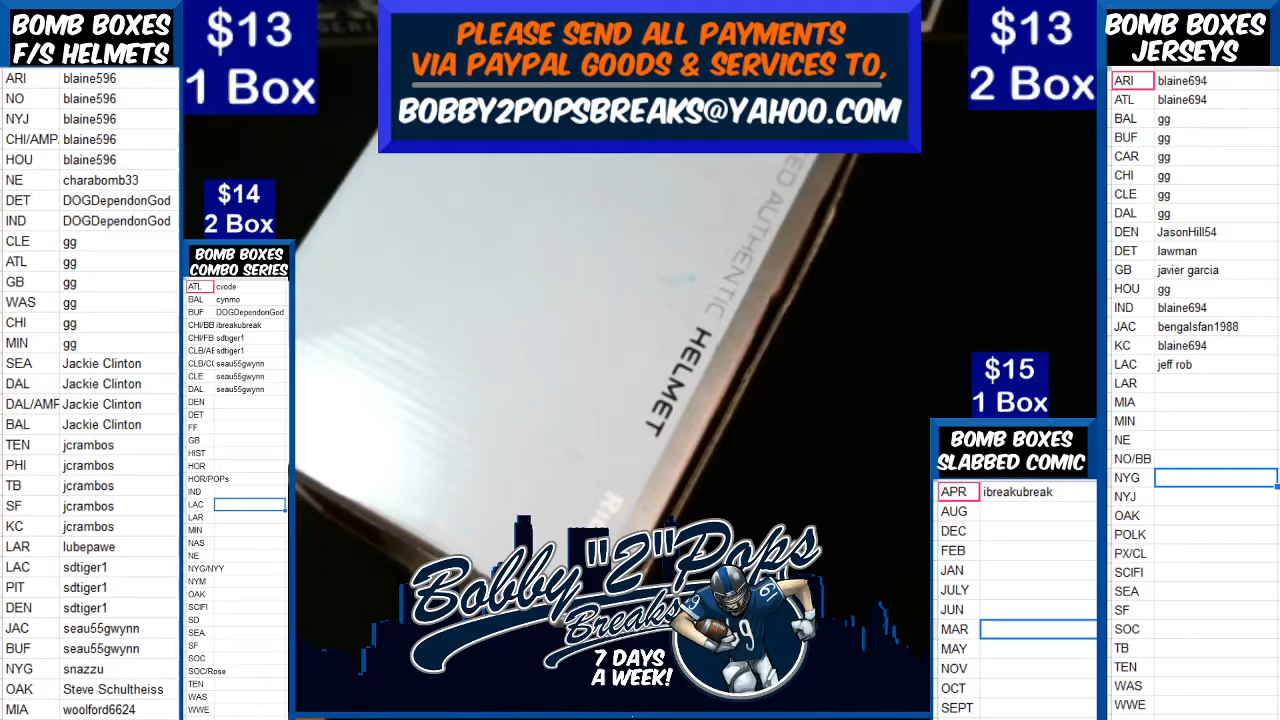 BOMB BOXES
F/S HELMETS
ARI blaine596
NO blaine596
NYJ blaine596
CHI/AMP blaine596
HOU blaine596
NE charabomb33
DET DOGDependonGod
IND DOGDependonGod
CLE gg
ATL gg
GB gg
WAS gg
CHI gg
MIN gg
SEA Jackie Clinton
DAL Jackie Clinton
DAL/AMP Jackie Clinton
BAL Jackie Clinton
TEN jcrambos
PHI jcrambos
TB jcrambos
SF jcrambos
KC jcrambos
LAR lubepawe
LAC sdtiger1
PIT sdtiger1
DEN sdtiger1
JAC seau55gwynn
BUF seau55gwynn
NYG snazzu
OAK Steve Schultheiss
MIA woolford6624
$13
1 Box
$14
2 Box
BOMB BOXES
COMBO SERIES
ATL cvode
BAL cynmo
BUF DOGDependonGod
CHI/BB ibreakubreak
CHI/FB sdtiger1
sdtiger1
seau55gwynn
CLE seau55gwynn
DAL seau55gwynn
DEN
DET
FF
GB
HIST
HOR
HOR/POPs
IND
LAC
LAR
MIN
NAS
NE
NYG/NYY
NYM
OAK
SCIFI
SD
SEA
SF
SOC
SOC/Rose
TEN
WAS
WWE
PLEASE SEND ALL PAYMENTS
VIA PAYPAL GOODS & SERVICES TO,
BOBBY2POPSBREAKS@YAHOO.COM
AUTHENTIC HELMET
Bobby "2" Pops
Breaks
61
9
9
7 DAYS
A WEEK!
$13
2 Box
$15
1 Box
BOMB BOXES
SLABBED COMIC
APR ibreakubreak
AUG
DEC
FEB
JAN
JULY
JUN
MAR
MAY
NOV
OCT
SEPT
BOMB BOXES
JERSEYS
ARI blaine694
ATL blaine694
BAL gg
BUF gg
CAR gg
CHI gg
CLE gg
DAL gg
DEN JasonHill54
DET lawman
GB javier garcia
HOU gg
IND blaine694
JAC bengalsfan1988
KC blaine694
LAC jeff rob
LAR
MIA
MIN
NE
NO/BB
NYG
NYJ
OAK
POLK
PX/CL
SCIFI
SEA
SF
SOC
TB
TEN
WAS
WWE